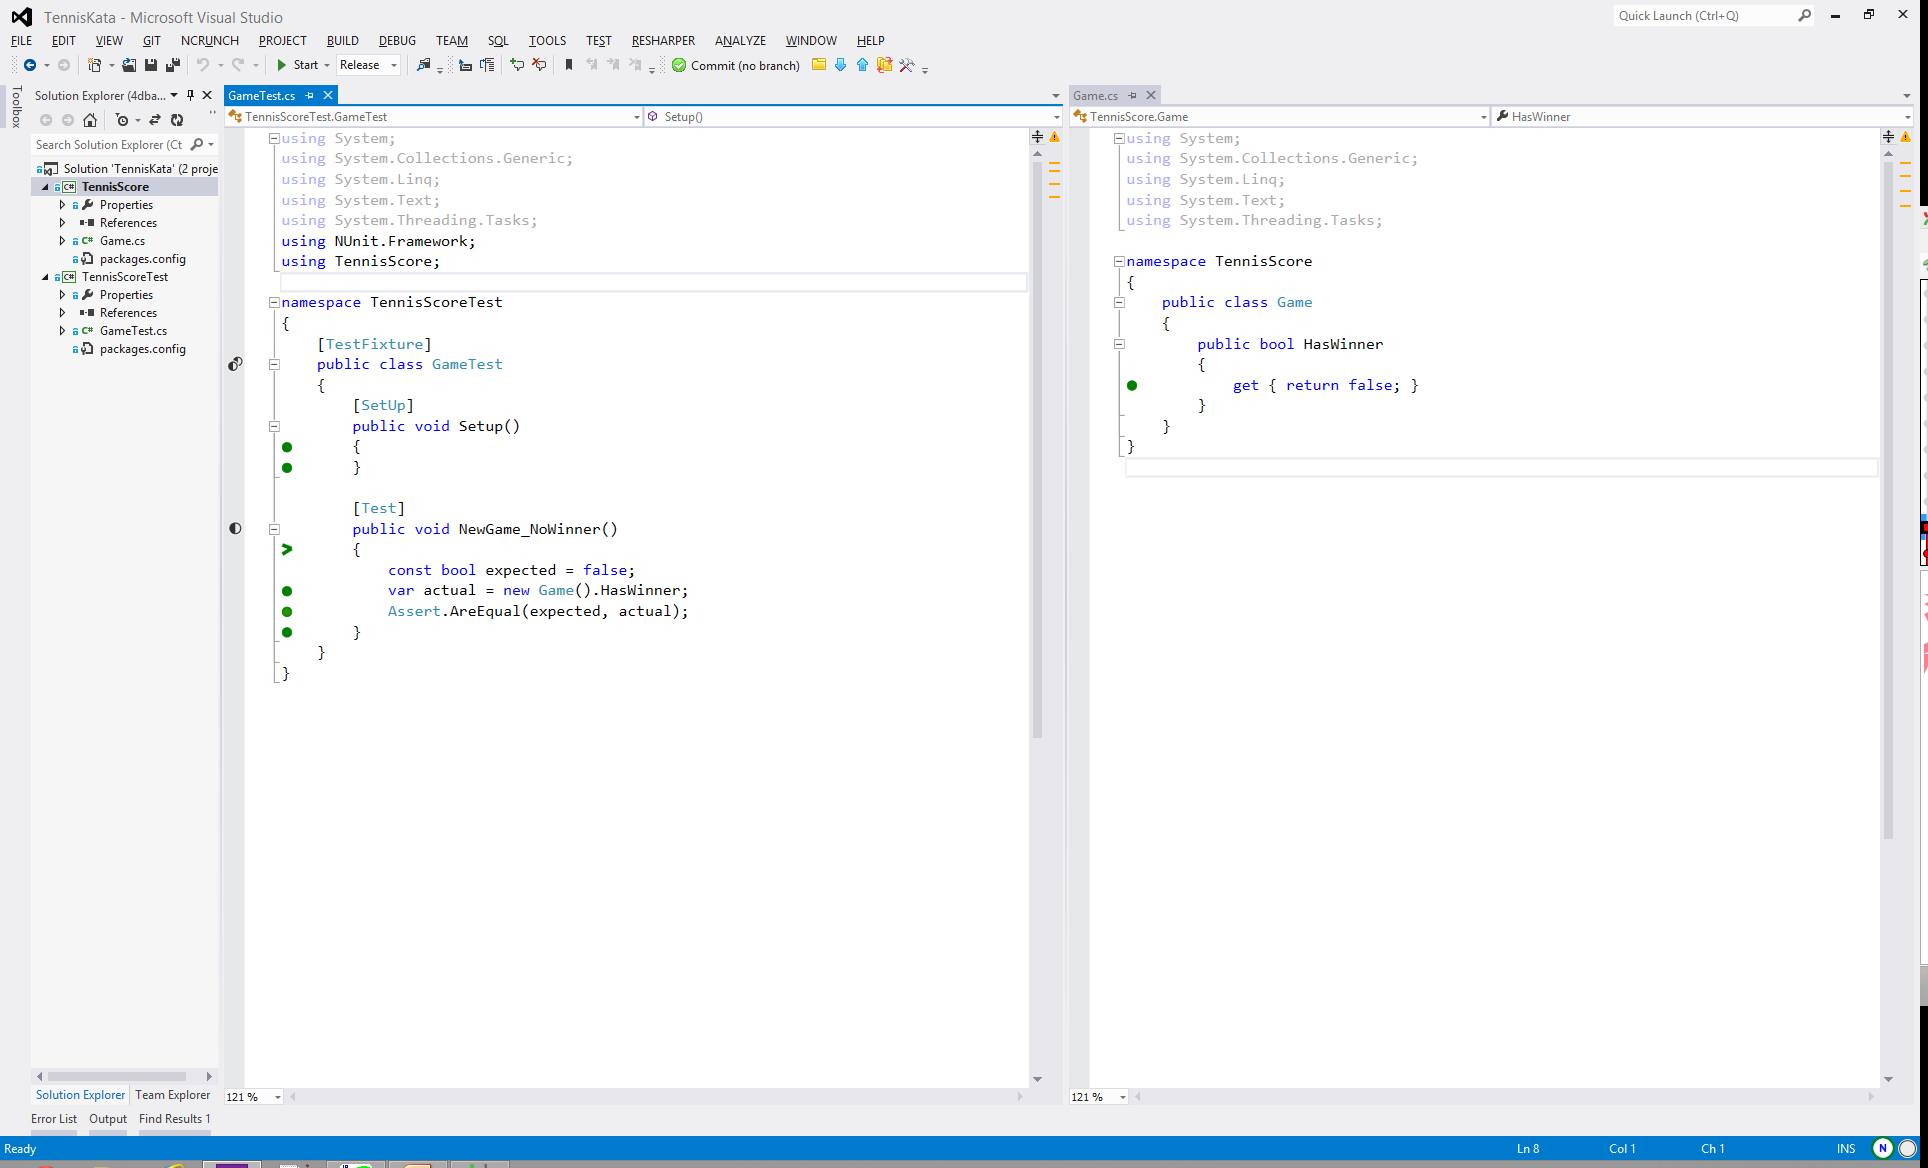 TennisKata - Microsoft Visual Studio
Quick Launch (Ctrl+Q)
FILE EDIT VIEW GIT NCRUNCH PROJECT BUILD DEBUG TEAM SQL TOOLS TEST RESHARPER ANALYZE WINDOW HELP
Start Release Commit (no branch)
Toolbox
Solution Explorer (4dba...
Search Solution Explorer (Ct
Solution 'TennisKata' (2 proje
C# TennisScore
Properties
References
C# Game.cs
packages.config
C# TennisScoreTest
Properties
References
C# GameTest.cs
packages.config
Solution Explorer Team Explorer
GameTest.cs
TennisScoreTest.GameTest Setup()
using System;
using System.Collections.Generic;
using System.Linq;
using System.Text;
using System.Threading.Tasks;
using NUnit.Framework;
using TennisScore;
namespace TennisScoreTest
{
[TestFixture]
public class GameTest
{
[SetUp]
public void Setup()
{
}
[Test]
public void NewGame_NoWinner()
{
const bool expected = false;
var actual = new Game().HasWinner;
Assert.AreEqual(expected, actual);
}
}
}
121 %
Game.cs
TennisScore.Game HasWinner
using System;
using System.Collections.Generic;
using System.Linq;
using System.Text;
using System.Threading.Tasks;
namespace TennisScore
{
public class Game
{
public bool HasWinner
{
get { return false; }
}
}
}
121 %
Error List Output Find Results 1
Ready Ln 8 Col 1 Ch 1 INS N